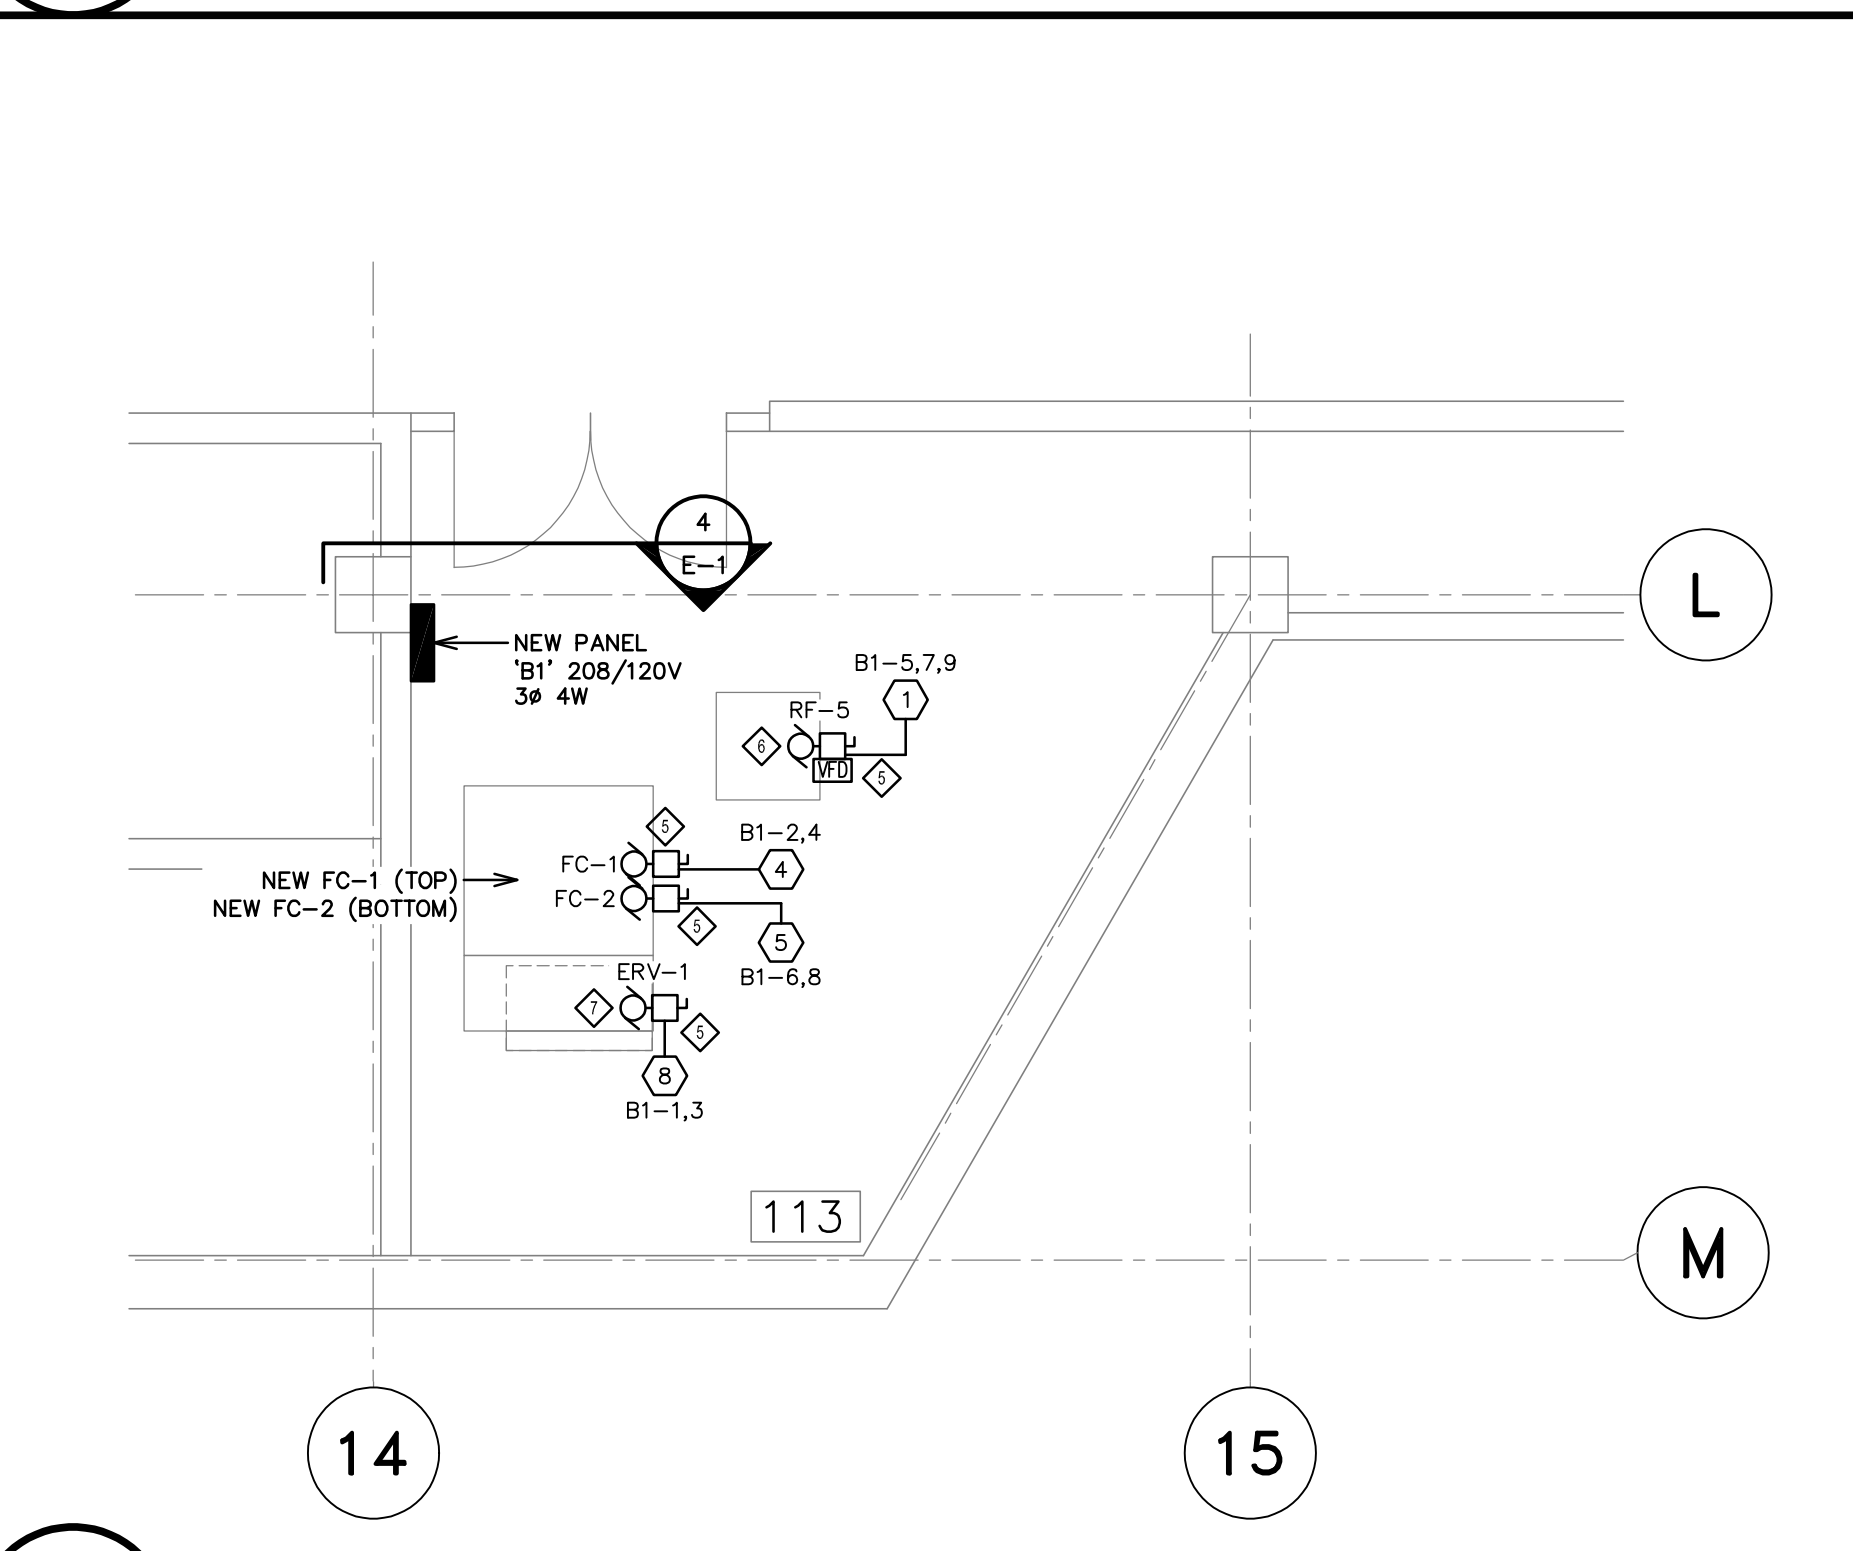 4
E-1
L
NEW PANEL
'B1' 208/120V
3ø 4W
B1-5,7,9
1
RF-5
6
VFD
5
5
B1-2,4
FC-1
4
NEW FC-1 (TOP)
NEW FC-2 (BOTTOM)
FC-2
5
5
B1-6,8
ERV-1
7
5
8
B1-1,3
113
M
14
15